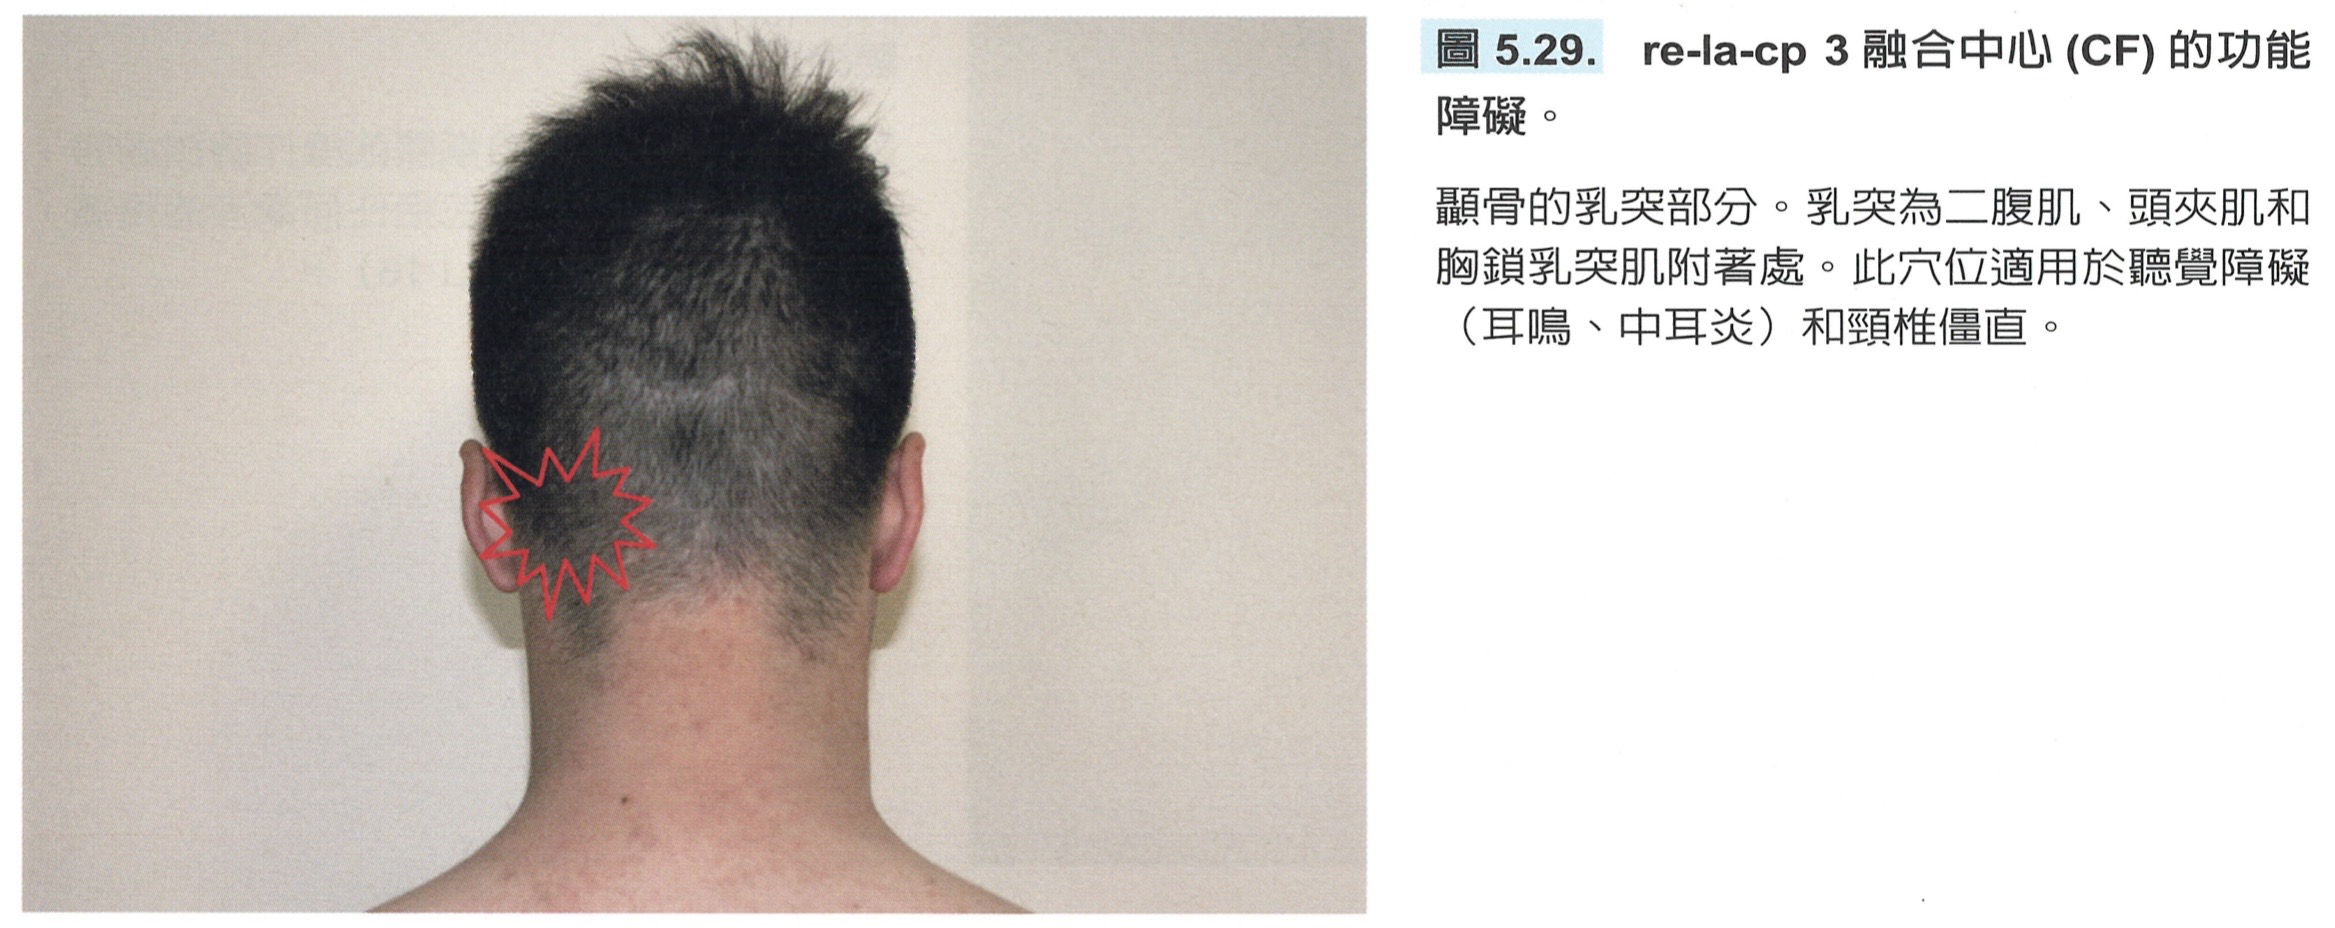 圖 5.29. re-la-cp 3 融合中心 (CF) 的功能
障礙。
顳骨的乳突部分。乳突為二腹肌、頭夾肌和
胸鎖乳突肌附著處。此穴位適用於聽覺障礙
（耳鳴、中耳炎）和頸椎僵直。